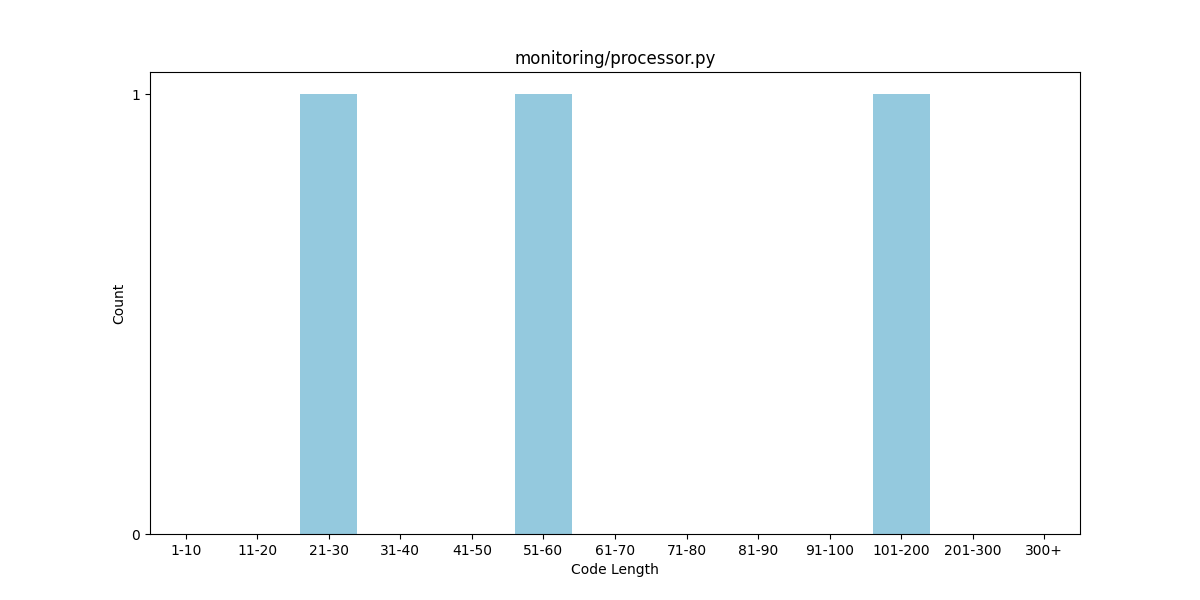 monitoring/processor.py
1
Count
0
1-10 11-20 21-30 31-40 41-50 51-60 61-70 71-80 81-90 91-100 101-200 201-300 300+
Code Length